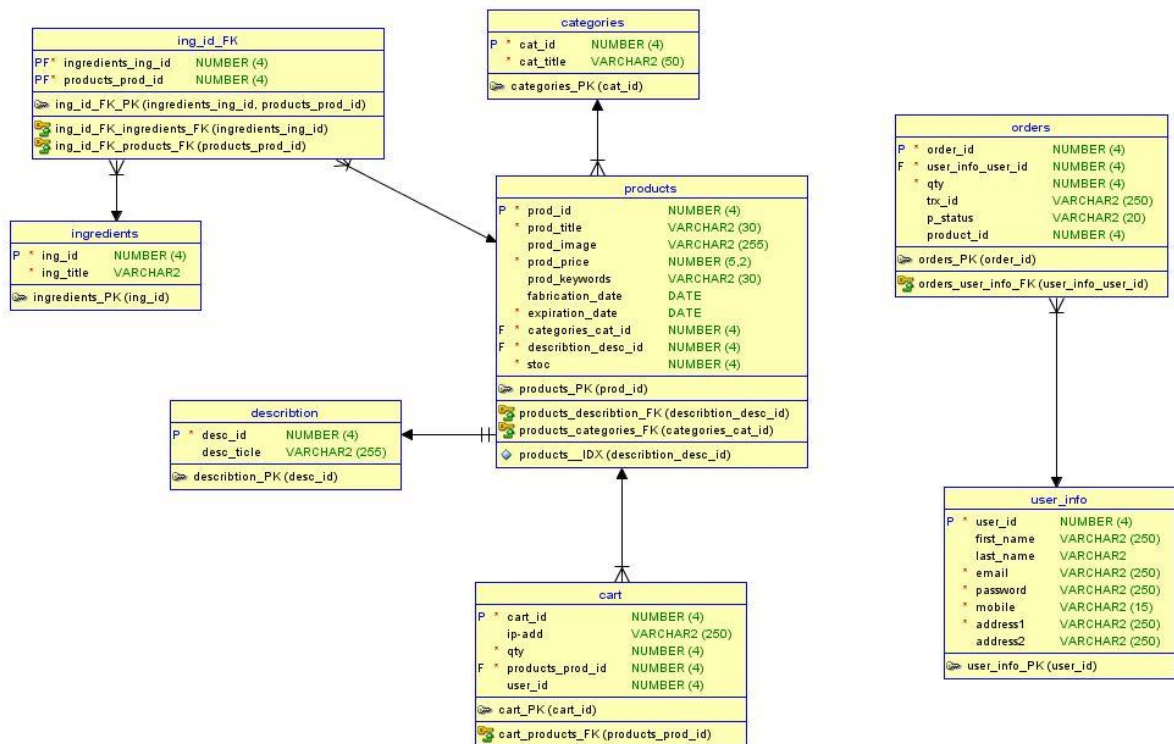 ing_id_FK
PF* ingredients_ing_id NUMBER (4)
PF* products_prod_id NUMBER (4)
ing_id_FK_PK (ingredients_ing_id, products_prod_id)
ing_id_FK_ingredients_FK (ingredients_ing_id)
ing_id_FK_products_FK (products_prod_id)
categories
P * cat_id NUMBER (4)
* cat_title VARCHAR2 (50)
categories_PK (cat_id)
orders
P * order_id NUMBER (4)
F * user_info_user_id NUMBER (4)
* qty NUMBER (4)
trx_id VARCHAR2 (250)
p_status VARCHAR2 (20)
product_id NUMBER (4)
orders_PK (order_id)
orders_user_info_FK (user_info_user_id)
ingredients
P * ing_id NUMBER (4)
* ing_title VARCHAR2
ingredients_PK (ing_id)
products
P * prod_id NUMBER (4)
* prod_title VARCHAR2 (30)
prod_image VARCHAR2 (255)
* prod_price NUMBER (5,2)
prod_keywords VARCHAR2 (30)
fabrication_date DATE
* expiration_date DATE
F * categories_cat_id NUMBER (4)
F * describtion_desc_id NUMBER (4)
* stoc NUMBER (4)
products_PK (prod_id)
products_describtion_FK (describtion_desc_id)
products_categories_FK (categories_cat_id)
products__IDX (describtion_desc_id)
describtion
P * desc_id NUMBER (4)
desc_ticle VARCHAR2 (255)
describtion_PK (desc_id)
user_info
P * user_id NUMBER (4)
first_name VARCHAR2 (250)
last_name VARCHAR2
* email VARCHAR2 (250)
* password VARCHAR2 (250)
* mobile VARCHAR2 (15)
* address1 VARCHAR2 (250)
address2 VARCHAR2 (250)
user_info_PK (user_id)
cart
P * cart_id NUMBER (4)
ip-add VARCHAR2 (250)
* qty NUMBER (4)
F * products_prod_id NUMBER (4)
user_id NUMBER (4)
cart_PK (cart_id)
cart_products_FK (products_prod_id)